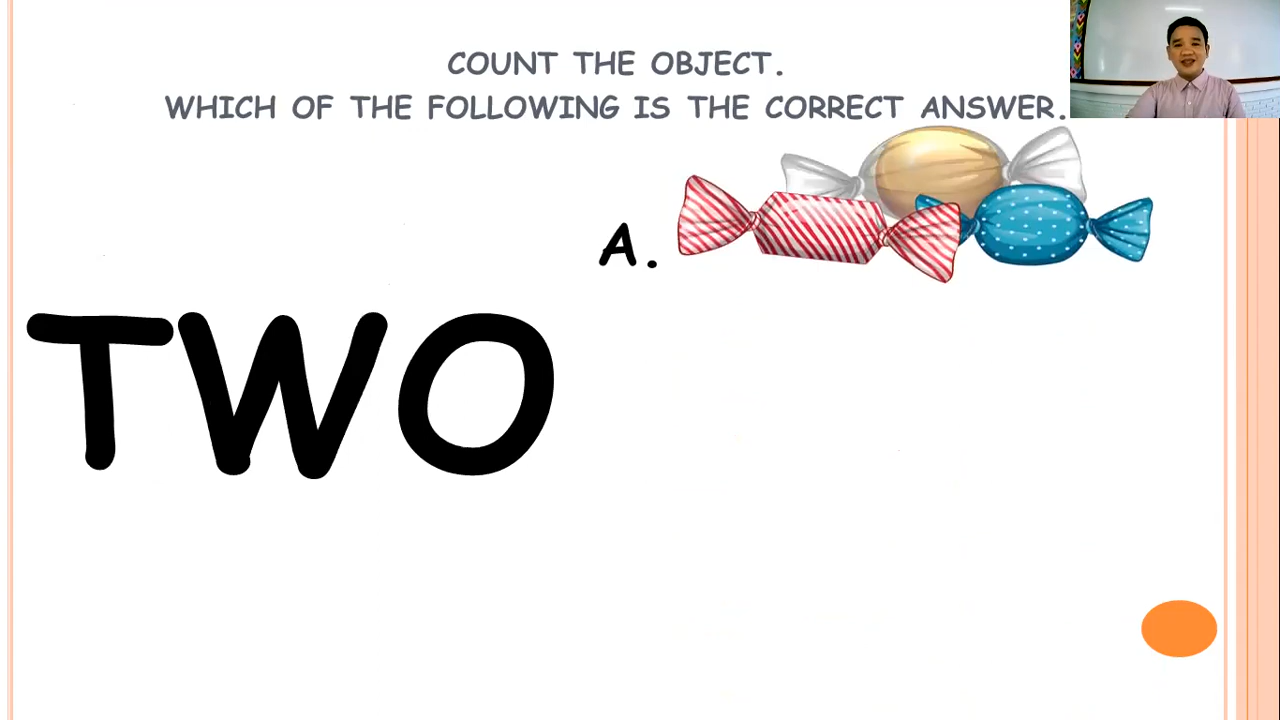 COUNT THE OBJECT.
WHICH OF THE FOLLOWING IS THE CORRECT ANSWER.
A.
TWO